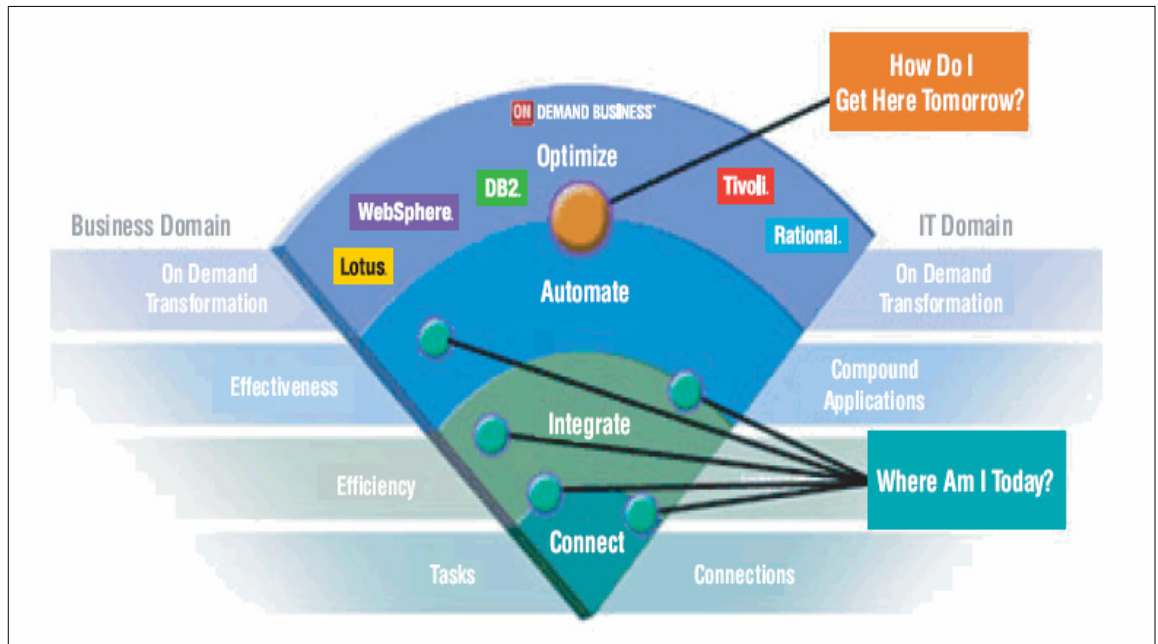 How Do I
Get Here Tomorrow?
ON DEMAND BUSINESS™
Optimize
DB2.
Tivoli.
WebSphere.
Rational.
Lotus.
Business Domain
IT Domain
On Demand
Transformation
On Demand
Transformation
Automate
Effectiveness
Compound
Applications
Integrate
Efficiency
Where Am I Today?
Connect
Tasks
Connections